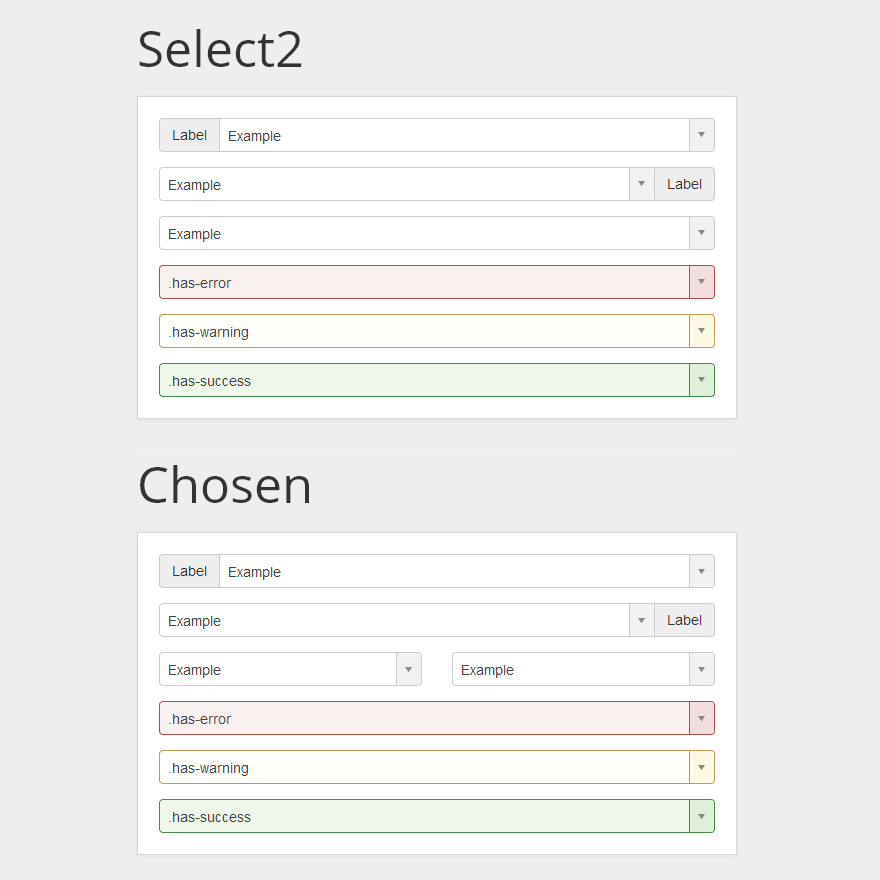 Select2
Label Example
Example Label
Example
.has-error
.has-warning
.has-success
Chosen
Label Example
Example Label
Example Example
.has-error
.has-warning
.has-success